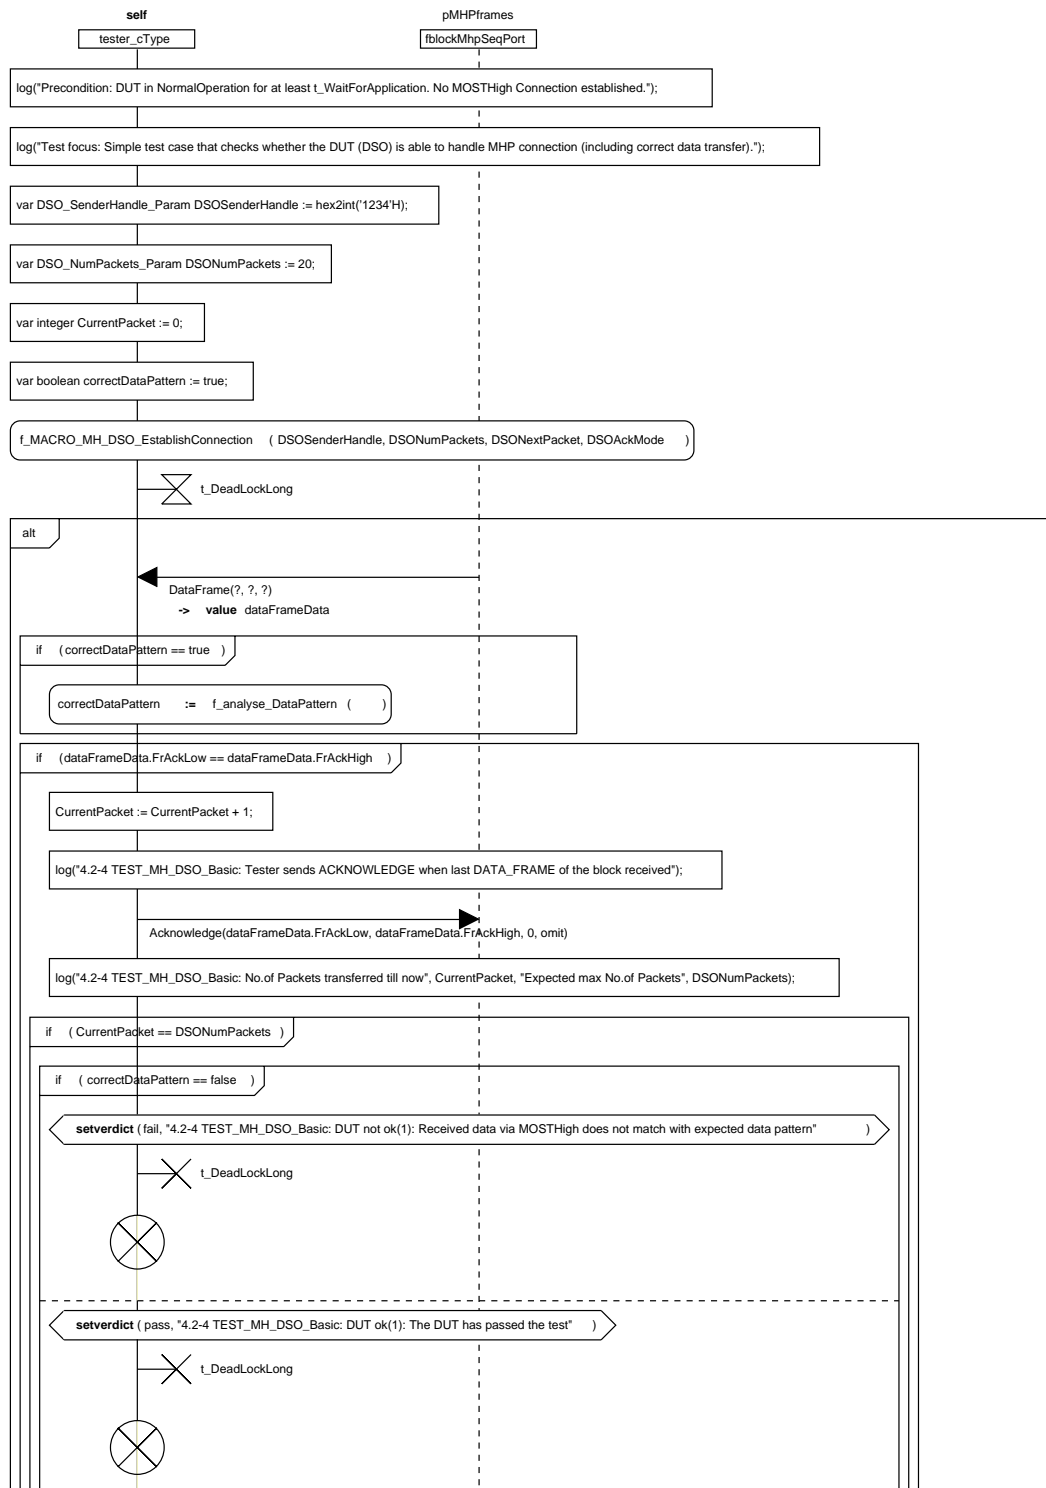 self
pMHPframes
tester_cType
fblockMhpSeqPort
log("Precondition: DUT in NormalOperation for at least t_WaitForApplication. No MOSTHigh Connection established.");
log("Test focus: Simple test case that checks whether the DUT (DSO) is able to handle MHP connection (including correct data transfer).");
var DSO_SenderHandle_Param DSOSenderHandle := hex2int('1234'H);
var DSO_NumPackets_Param DSONumPackets := 20;
var integer CurrentPacket := 0;
var boolean correctDataPattern := true;
f_MACRO_MH_DSO_EstablishConnection ( DSOSenderHandle, DSONumPackets, DSONextPacket, DSOAckMode )
t_DeadLockLong
alt
DataFrame(?, ?, ?)
-> value dataFrameData
if (correctDataPattern == true )
correctDataPattern := f_analyse_DataPattern ( )
if (dataFrameData.FrAckLow == dataFrameData.FrAckHigh )
CurrentPacket := CurrentPacket + 1;
log("4.2-4 TEST_MH_DSO_Basic: Tester sends ACKNOWLEDGE when last DATA_FRAME of the block received");
Acknowledge(dataFrameData.FrAckLow, dataFrameData.FrAckHigh, 0, omit)
log("4.2-4 TEST_MH_DSO_Basic: No.of Packets transferred till now", CurrentPacket, "Expected max No.of Packets", DSONumPackets);
if ( CurrentPacket == DSONumPackets )
if ( correctDataPattern == false )
setverdict ( fail, "4.2-4 TEST_MH_DSO_Basic: DUT not ok(1): Received data via MOSTHigh does not match with expected data pattern" )
t_DeadLockLong
setverdict ( pass, "4.2-4 TEST_MH_DSO_Basic: DUT ok(1): The DUT has passed the test" )
t_DeadLockLong